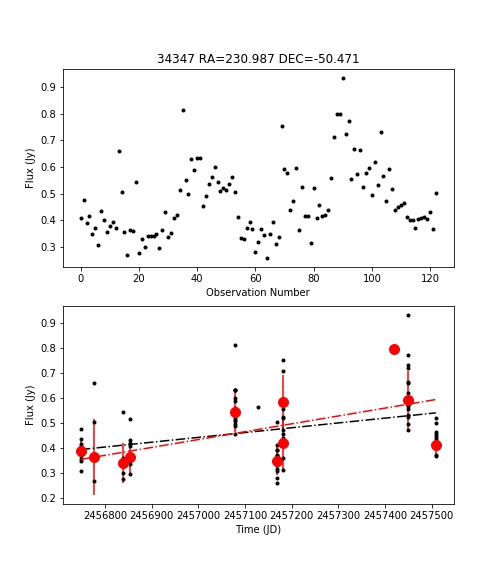 34347 RA=230.987 DEC=-50.471
Flux (Jy)
0.9
0.8
0.7
0.6
0.5
0.4
0.3
0 20 40 60 80 100 120
Observation Number
Flux (Jy)
0.9
0.8
0.7
0.6
0.5
0.4
0.3
0.2
2456800 2456900 2457000 2457100 2457200 2457300 2457400 2457500
Time (JD)